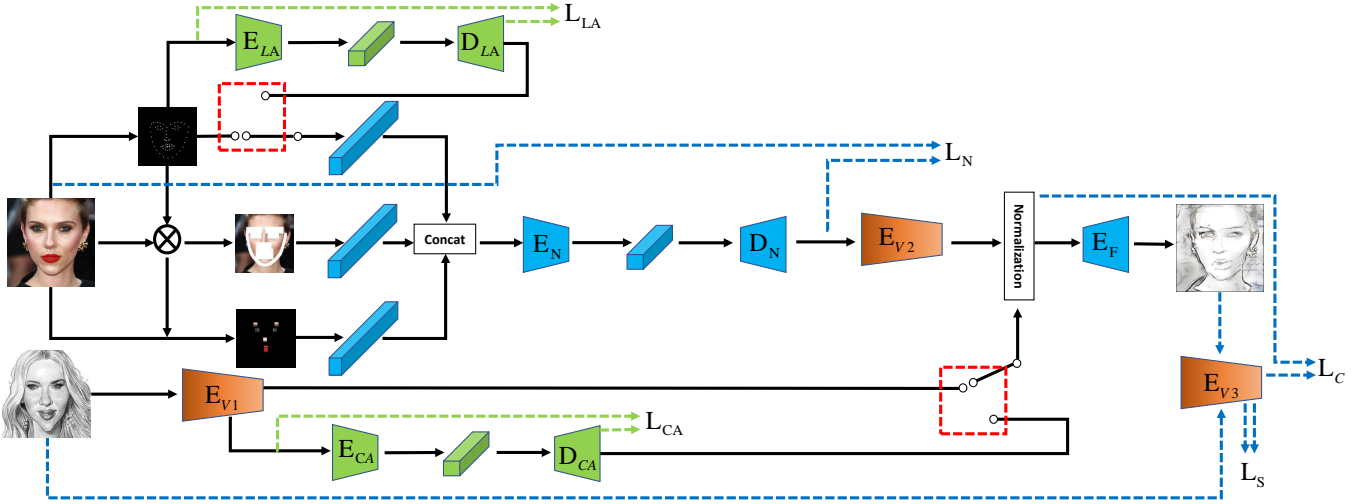 L_LA
E_LA
D_LA
L_N
Concat
E_N
D_N
E_V2
Normalization
E_F
E_V1
E_V3
L_C
L_CA
E_CA
D_CA
L_S